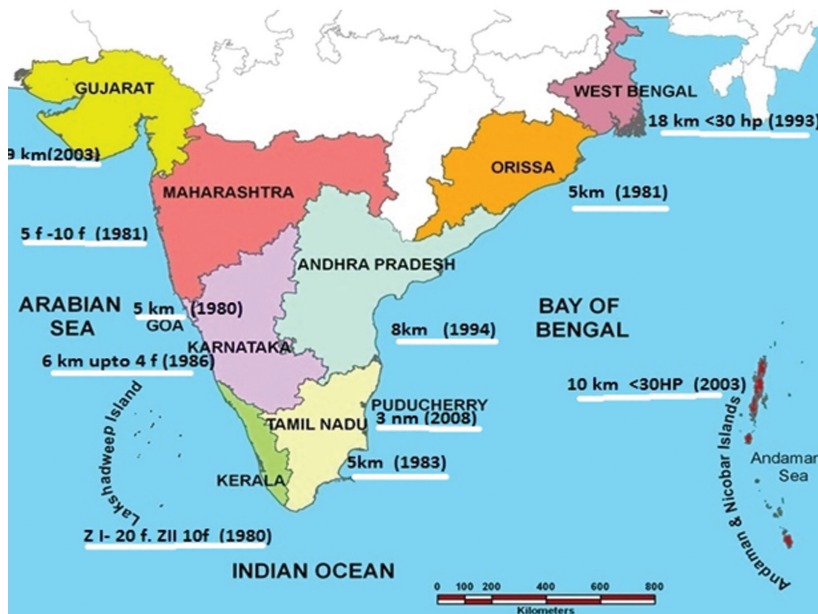 GUJARAT
WEST BENGAL
18 km <30 hp (1993)
9 km(2003)
ORISSA
MAHARASHTRA
5km (1981)
5 f -10 f (1981)
ANDHRA PRADESH
ARABIAN
SEA
5 km (1980)
GOA
BAY OF
BENGAL
KARNATAKA
8km (1994)
6 km upto 4 f (1986)
10 km <30HP (2003)
Lakshadweep Island
PUDUCHERRY
3 nm (2008)
TAMIL NADU
Andaman & Nicobar Islands
5km (1983)
Andaman
Sea
KERALA
Z I- 20 f. ZII 10f (1980)
INDIAN OCEAN
0 100 200 400 600 800
Kilometers